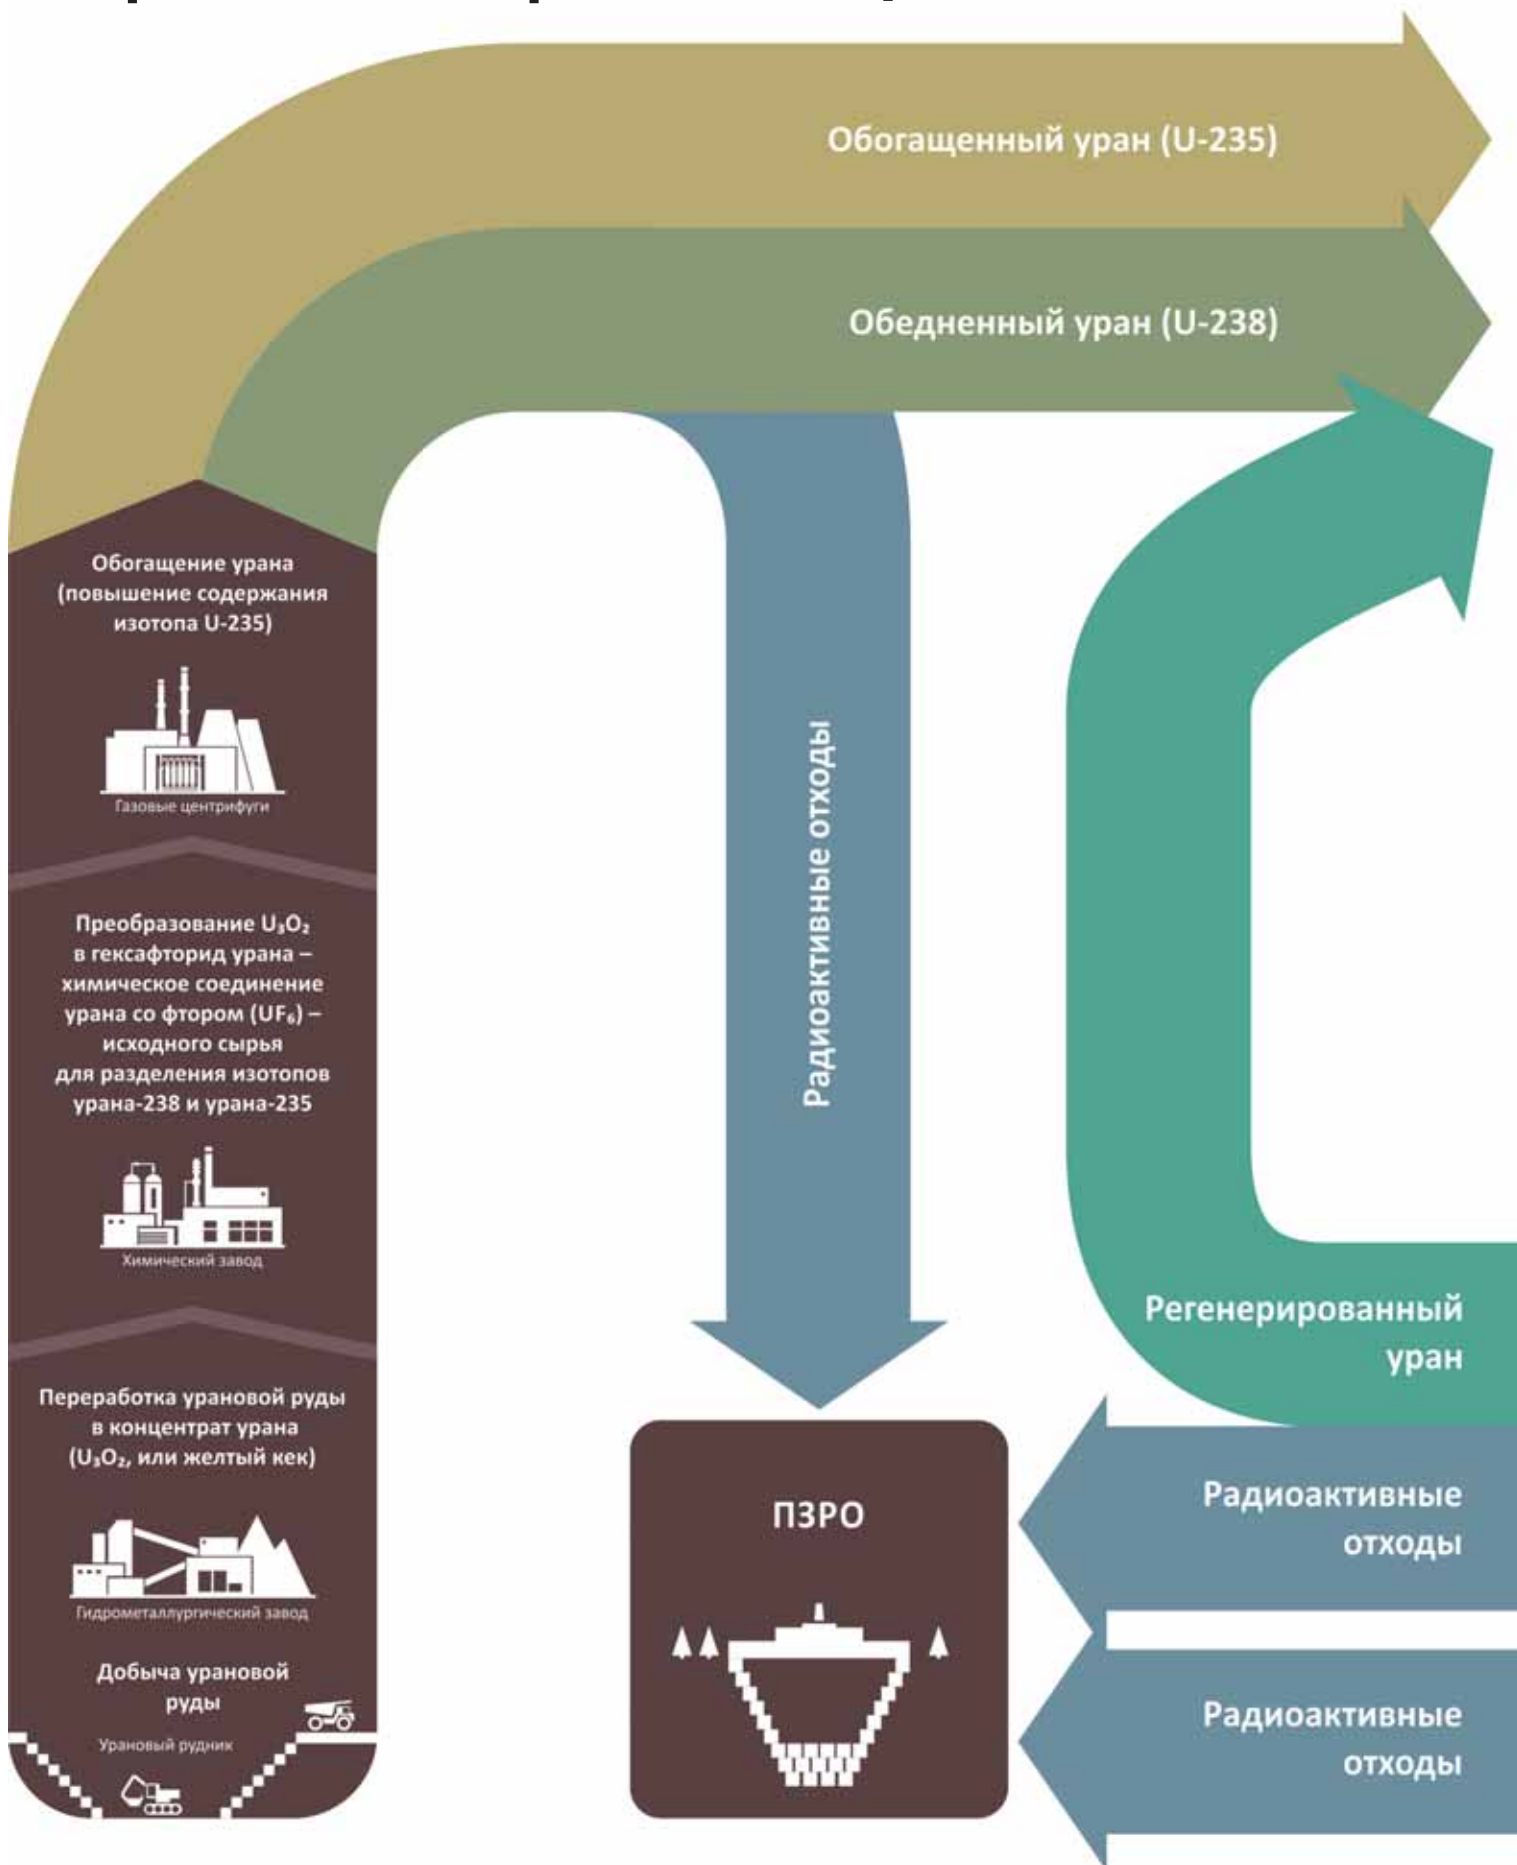 Обогащенный уран (U-235)
Обедненный уран (U-238)
Обогащение урана
(повышение содержания
изотопа U-235)
Газовые центрифуги
Преобразование U₃O₂
в гексафторид урана –
химическое соединение
урана со фтором (UF₆) –
исходного сырья
для разделения изотопов
урана-238 и урана-235
Химический завод
Переработка урановой руды
в концентрат урана
(U₃O₂, или желтый кек)
Гидрометаллургический завод
Добыча урановой
руды
Урановый рудник
Радиоактивные отходы
ПЗРО
Регенерированный
уран
Радиоактивные
отходы
Радиоактивные
отходы